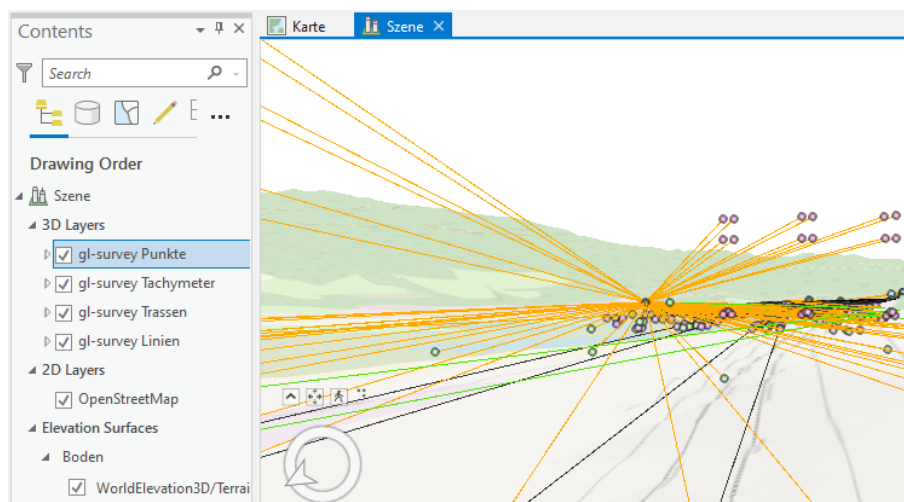 Contents
Karte
Szene
Search
Drawing Order
Szene
3D Layers
gl-survey Punkte
gl-survey Tachymeter
gl-survey Trassen
gl-survey Linien
2D Layers
OpenStreetMap
Elevation Surfaces
Boden
WorldElevation3D/Terrai